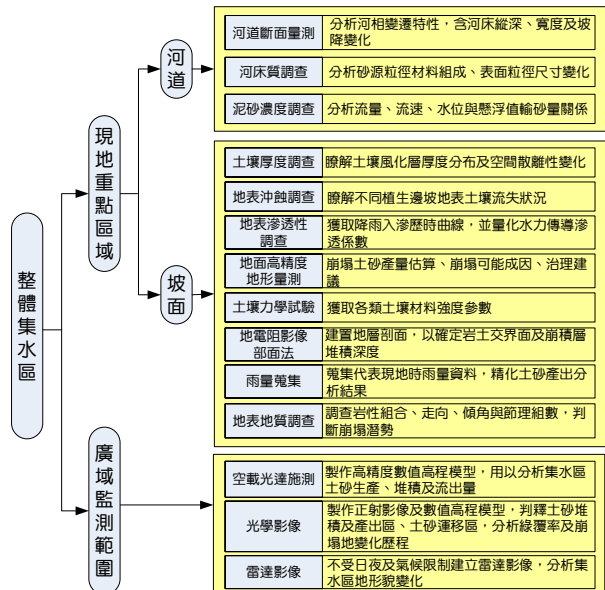 整體集水區
現地重點區域
河道
河道斷面量測
分析河相變遷特性，含河床縱深、寬度及坡
降變化
河床質調查
分析砂源粒徑材料組成、表面粒徑尺寸變化
泥砂濃度調查
分析流量、流速、水位與懸浮值輸砂量關係
坡面
土壤厚度調查
瞭解土壤風化層厚度分布及空間散離性變化
地表沖蝕調查
瞭解不同植生邊坡地表土壤流失狀況
地表滲透性
調查
獲取降雨入滲歷時曲線，並量化水力傳導滲
透係數
地面高精度
地形量測
崩塌土砂產量估算、崩塌可能成因、治理建
議
土壤力學試驗
獲取各類土壤材料強度參數
地電阻影像
部面法
建置地層剖面，以確定岩土交界面及崩積層
堆積深度
雨量蒐集
蒐集代表現地時雨量資料，精化土砂產出分
析結果
地表地質調查
調查岩性組合、走向、傾角與節理組數，判
斷崩塌潛勢
廣域監測範圍
空載光達施測
製作高精度數值高程模型，用以分析集水區
土砂生產、堆積及流出量
光學影像
製作正射影像及數值高程模型，判釋土砂堆
積及產出區、土砂運移區，分析綠覆率及崩
塌地變化歷程
雷達影像
不受日夜及氣候限制建立雷達影像，分析集
水區地形貌變化